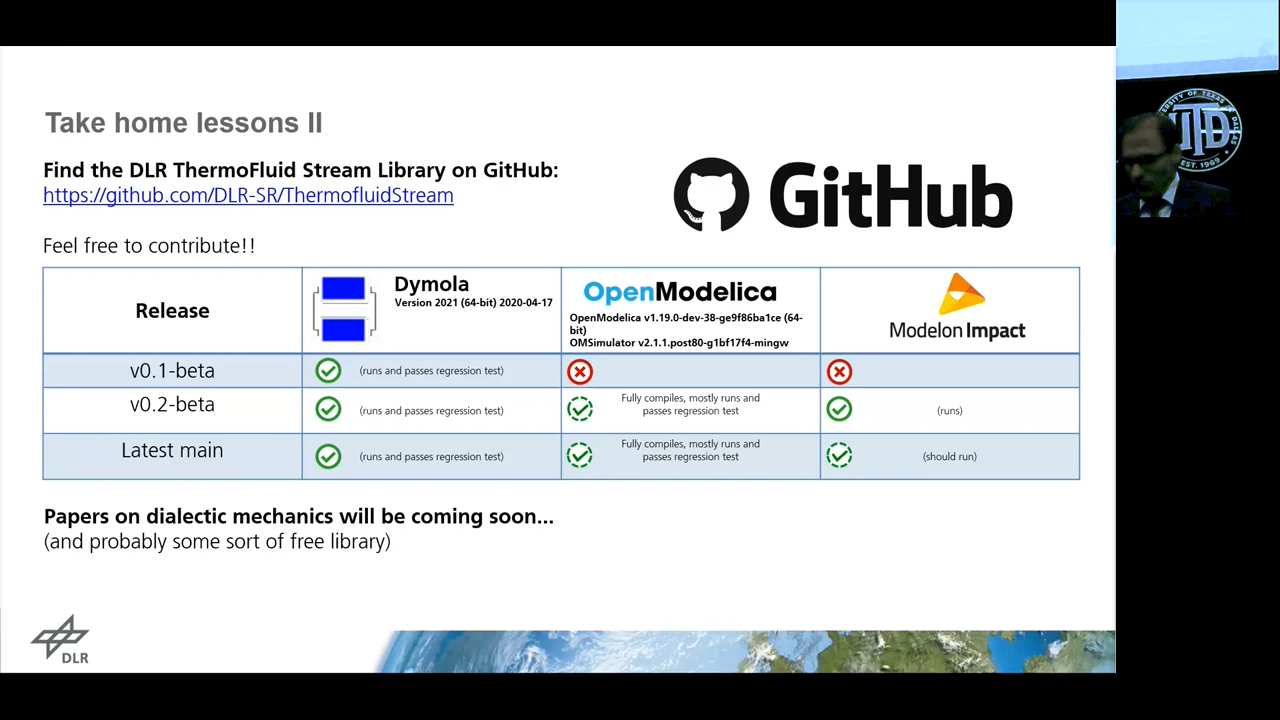 Take home lessons II
Find the DLR ThermoFluid Stream Library on GitHub:
https://github.com/DLR-SR/ThermofluidStream
GitHub
Feel free to contribute!!
Release
Dymola
Version 2021 (64-bit) 2020-04-17
OpenModelica
OpenModelica v1.19.0-dev-38-ge9f86ba1ce (64-
bit)
OMSimulator v2.1.1.post80-g1bf17f4-mingw
Modelon Impact
v0.1-beta
(runs and passes regression test)
v0.2-beta
(runs and passes regression test)
Fully compiles, mostly runs and
passes regression test
(runs)
Latest main
(runs and passes regression test)
Fully compiles, mostly runs and
passes regression test
(should run)
Papers on dialectic mechanics will be coming soon...
(and probably some sort of free library)
DLR
UTD
EST. 1969